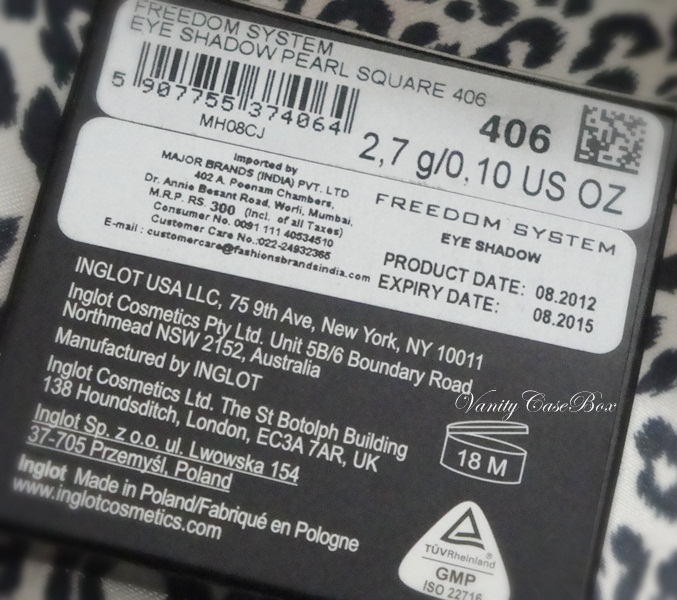 FREEDOM SYSTEM
EYE SHADOW PEARL SQUARE 406
5 907755 374064
MH08CJ
406
2,7 g/0,10 US OZ
Imported by
MAJOR BRANDS (INDIA) PVT. LTD
402 A, Poonam Chambers,
Dr. Annie Besant Road, Worli, Mumbai.
M.R.P. RS. 300 (Incl. of all Taxes)
Consumer No. 0091 111 40534510
Customer Care No.:022-24932365
E-mail : customercare@fashionsbrandsindia.com
FREEDOM SYSTEM
EYE SHADOW
PRODUCT DATE: 08.2012
EXPIRY DATE: 08.2015
INGLOT USA LLC, 75 9th Ave, New York, NY 10011
Inglot Cosmetics Pty Ltd. Unit 5B/6 Boundary Road
Northmead NSW 2152, Australia
Manufactured by INGLOT
Inglot Cosmetics Ltd. The St Botolph Building
138 Houndsditch, London, EC3A 7AR, UK
Inglot Sp. z o.o. ul. Lwowska 154
37-705 Przemyśl, Poland
Inglot Made in Poland/Fabriqué en Pologne
www.inglotcosmetics.com
Vanity CaseBox
18 M
TÜVRheinland
GMP
ISO 22716